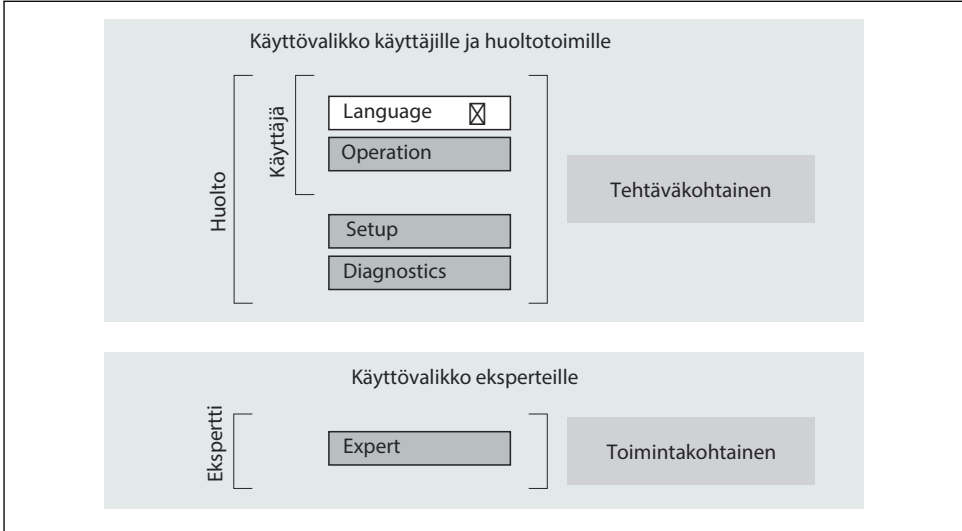 Käyttövalikko käyttäjille ja huoltotoimille
Huolto
Käyttäjä
Language
Operation
Setup
Diagnostics
Tehtäväkohtainen
Käyttövalikko eksperteille
Ekspertti
Expert
Toimintakohtainen